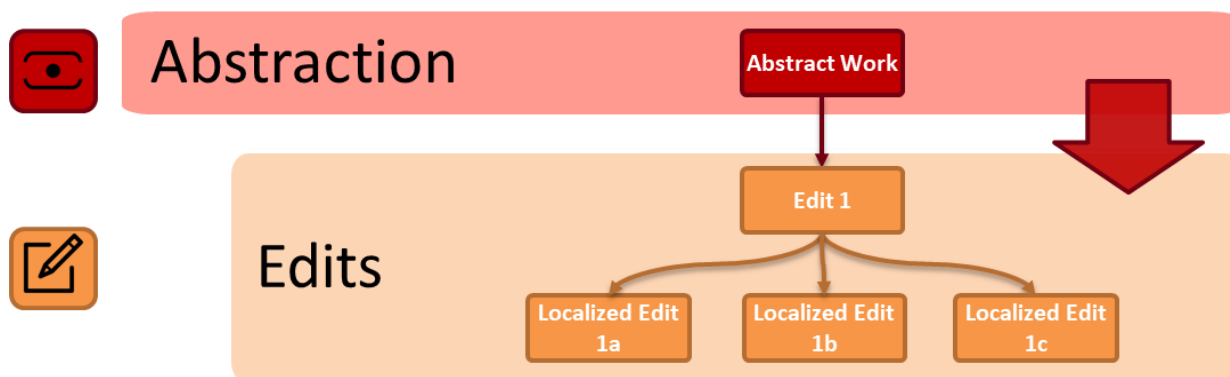 Abstraction
Abstract Work
Edit 1
Edits
Localized Edit
1a
Localized Edit
1b
Localized Edit
1c